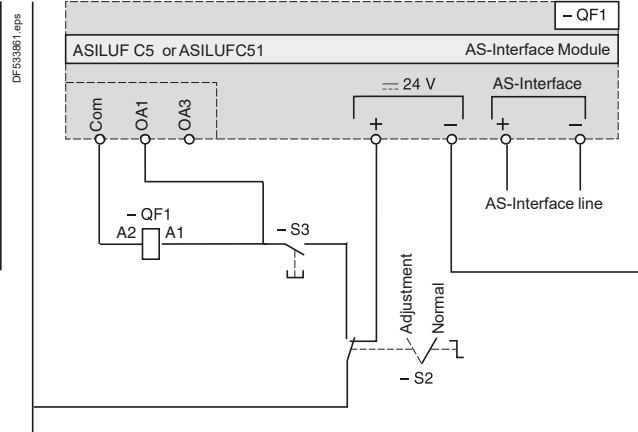 DF533861.eps
– QF1
ASILUF C5 or ASILUFC51 AS-Interface Module
24 V AS-Interface
Com OA1 OA3
+ – + –
AS-Interface line
– QF1
A2 A1
– S3
Adjustment
Normal
– S2